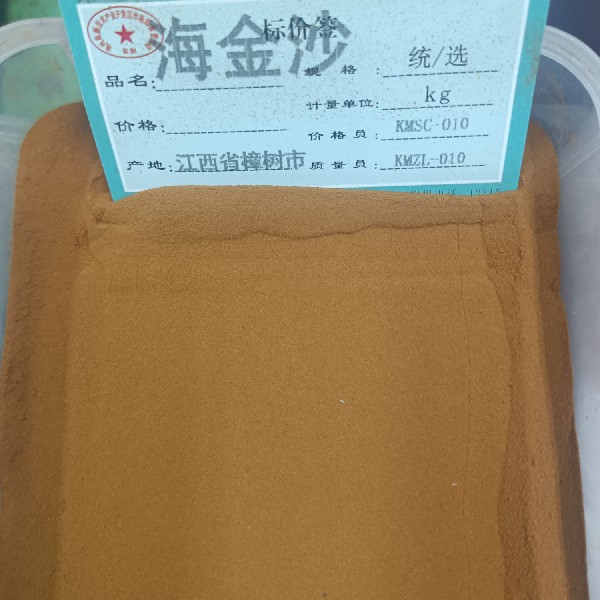 标价签
品名: 海金沙 规格: 统/选
计量单位: kg
价格: 价格员: KMSC-010
产地: 江西省樟树市 质量员: KMZL-010